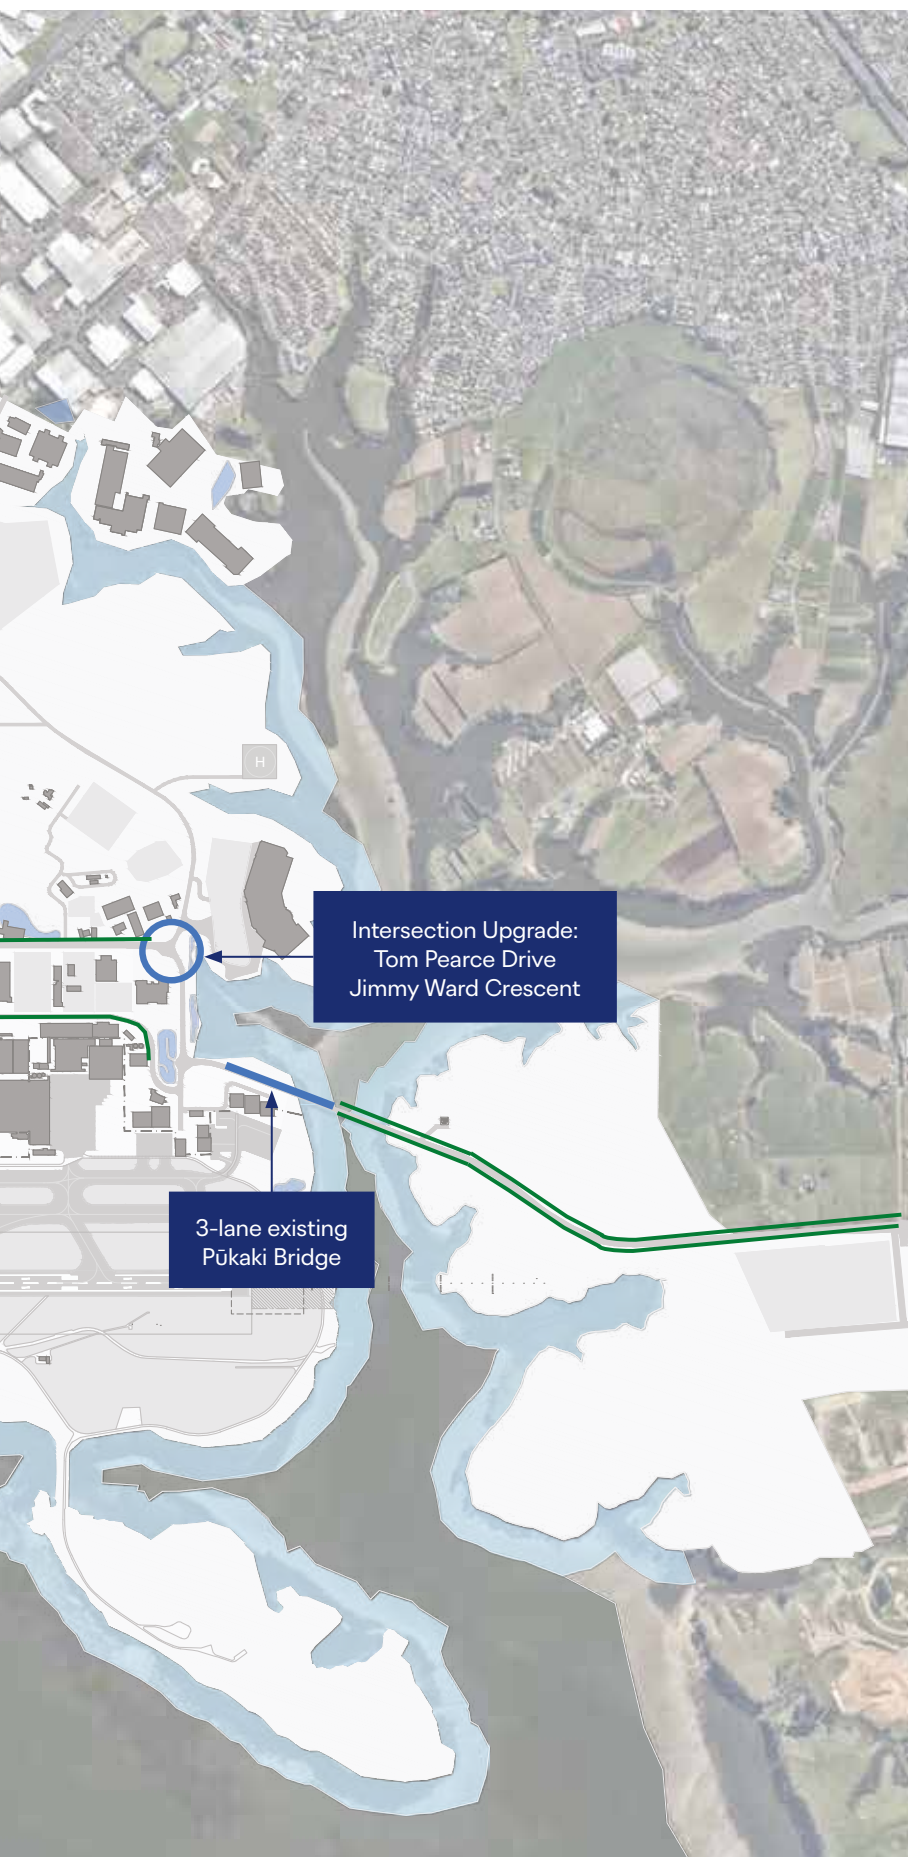 H
Intersection Upgrade:
Tom Pearce Drive
Jimmy Ward Crescent
3-lane existing
Pūkaki Bridge